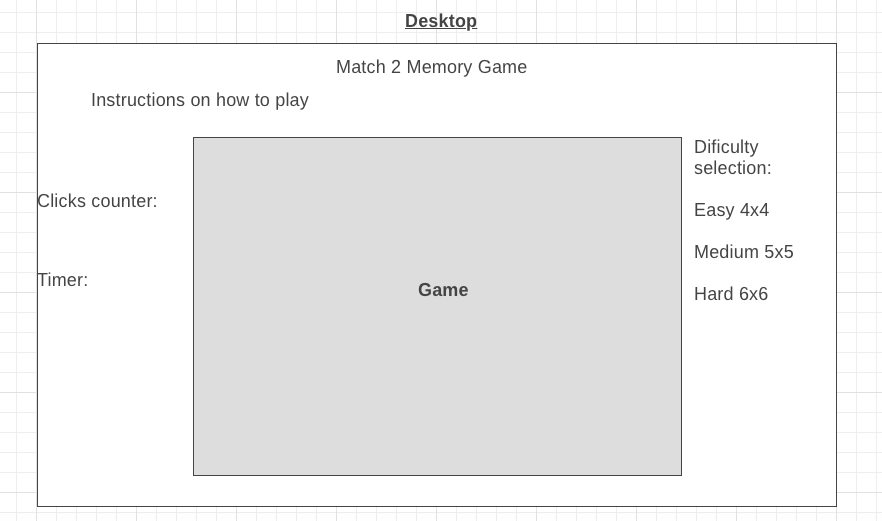 Desktop
Match 2 Memory Game
Instructions on how to play
Clicks counter:
Timer:
Game
Dificulty
selection:
Easy 4x4
Medium 5x5
Hard 6x6